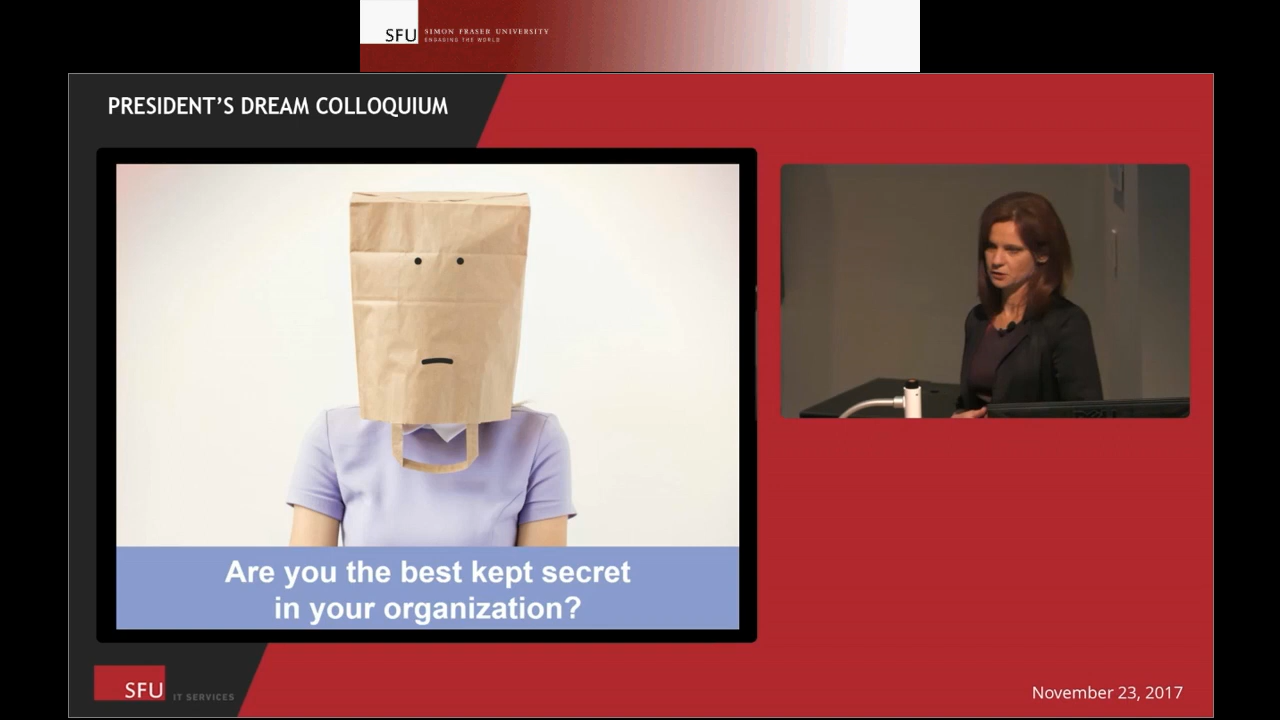 SFU SIMON FRASER UNIVERSITY
ENGAGING THE WORLD
PRESIDENT'S DREAM COLLOQUIUM
Are you the best kept secret
in your organization?
SFU IT SERVICES
November 23, 2017